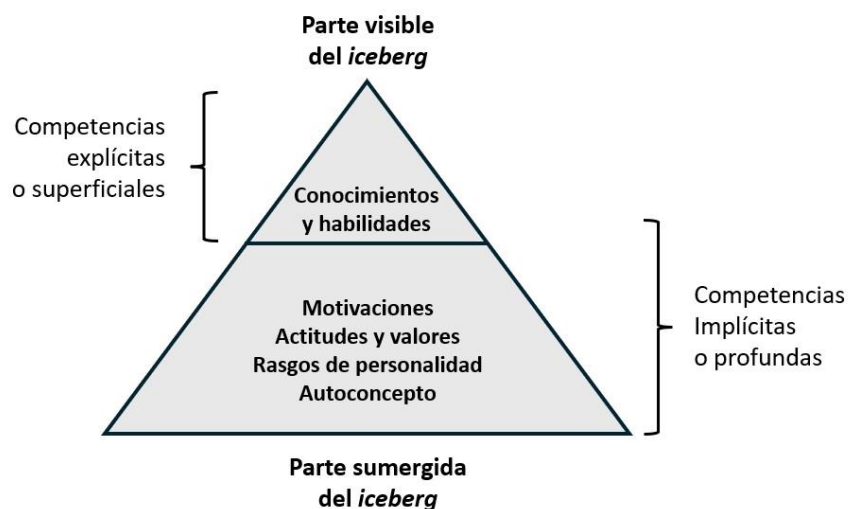 Parte visible
del iceberg
Competencias
explícitas
o superficiales
Conocimientos
y habilidades
Motivaciones
Actitudes y valores
Rasgos de personalidad
Autoconcepto
Competencias
Implícitas
o profundas
Parte sumergida
del iceberg